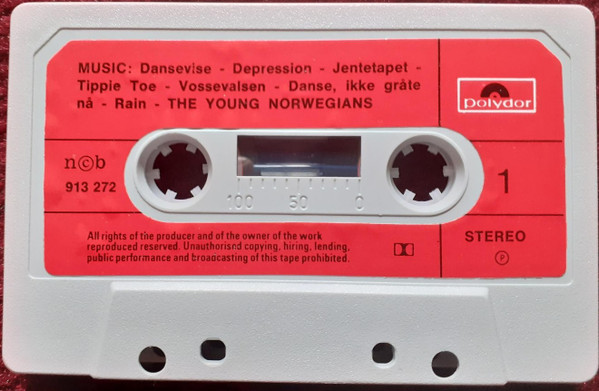 MUSIC: Dansevise - Depression - Jentetapet -
Tippie Toe - Vossevalsen - Danse, ikke gråte
nå - Rain - THE YOUNG NORWEGIANS
polydor
n©b
913 272
100 50 0
1
All rights of the producer and of the owner of the work
reproduced reserved. Unauthorised copying, hiring, lending,
public performance and broadcasting of this tape prohibited.
STEREO
Ⓟ